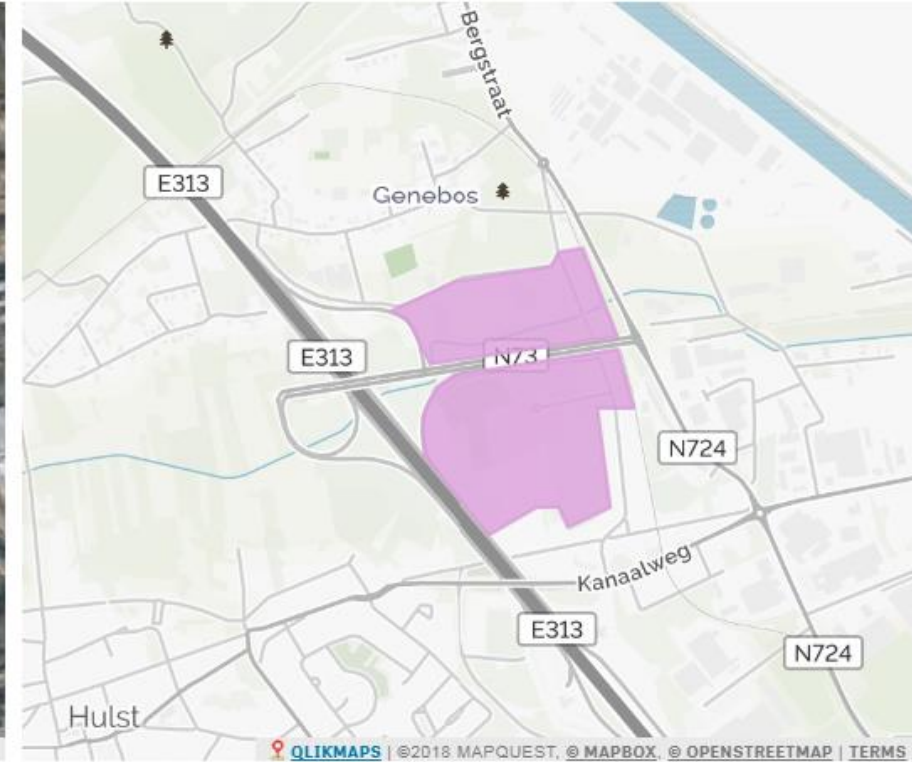 Bergstraat
E313
Genebos
E313
N73
N724
Kanaalweg
E313
N724
Hulst
QLIKMAPS | ©2018 MAPQUEST, © MAPBOX, © OPENSTREETMAP | TERMS